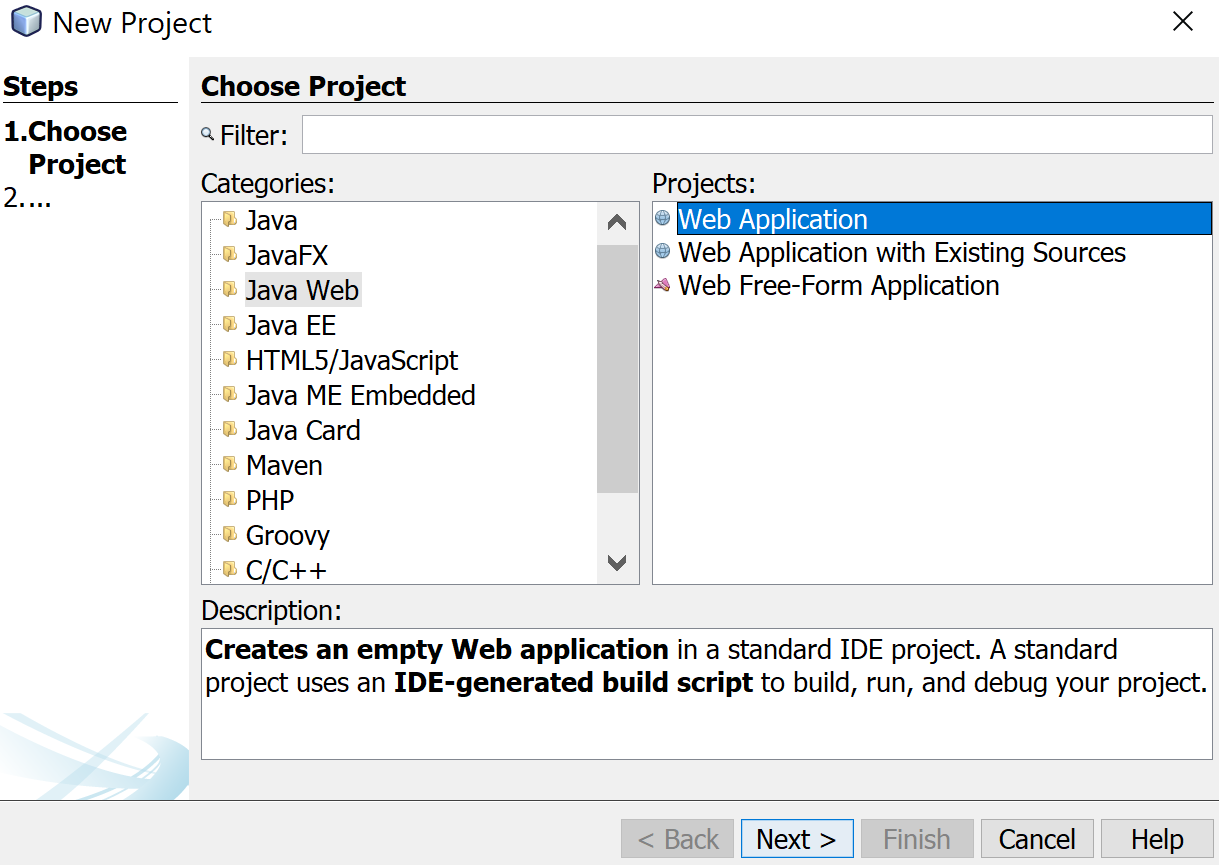 New Project
Steps
1.Choose
Project
2....
Choose Project
Filter:
Categories:
Java
JavaFX
Java Web
Java EE
HTML5/JavaScript
Java ME Embedded
Java Card
Maven
PHP
Groovy
C/C++
Projects:
Web Application
Web Application with Existing Sources
Web Free-Form Application
Description:
Creates an empty Web application in a standard IDE project. A standard
project uses an IDE-generated build script to build, run, and debug your project.
< Back
Next >
Finish
Cancel
Help